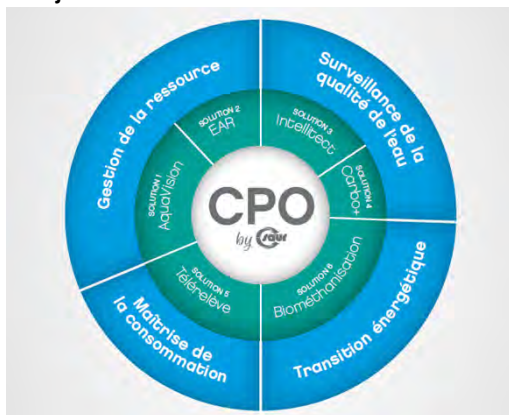 Gestion de la ressource
Surveillance de la
qualité de l'eau
SOLUTION 1
AquaVision
SOLUTION 2
EAR
SOLUTION 3
Intellitect
SOLUTION 4
Carbo+
CPO
by saur
SOLUTION 5
Télérelève
SOLUTION 6
Biométhanisation
Maîtrise de
la consommation
Transition énergétique